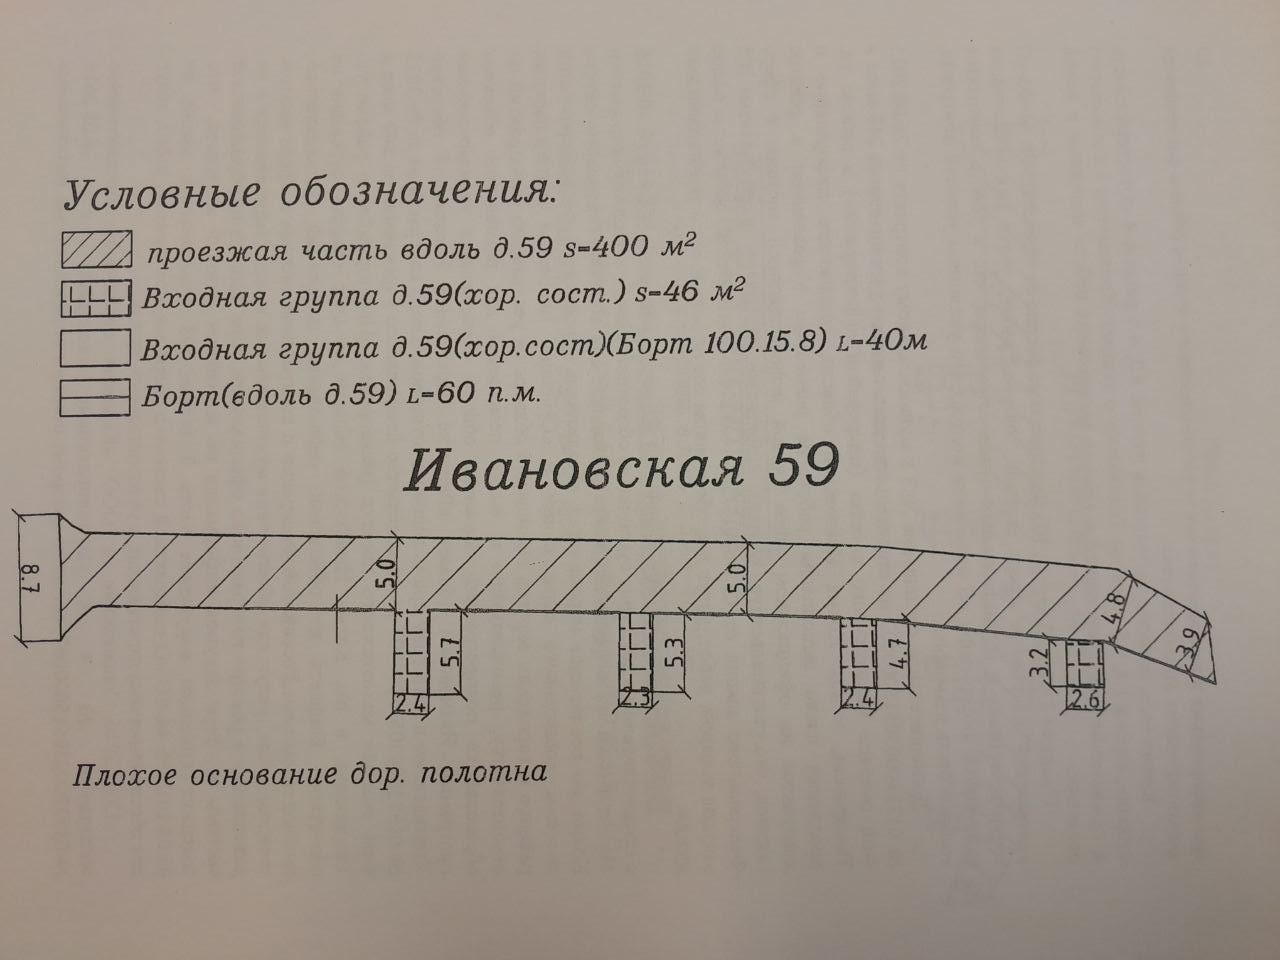 Условные обозначения:
проезжая часть вдоль д.59 s=400 м²
Входная группа д.59(хор. сост.) s=46 м²
Входная группа д.59(хор.сост)(Борт 100.15.8) L=40м
Борт(вдоль д.59) L=60 п.м.
Ивановская 59
8.7
5.0
5.0
4.8
3.9
5.7
5.3
4.7
3.2
2.4
2.3
2.4
2.6
Плохое основание дор. полотна